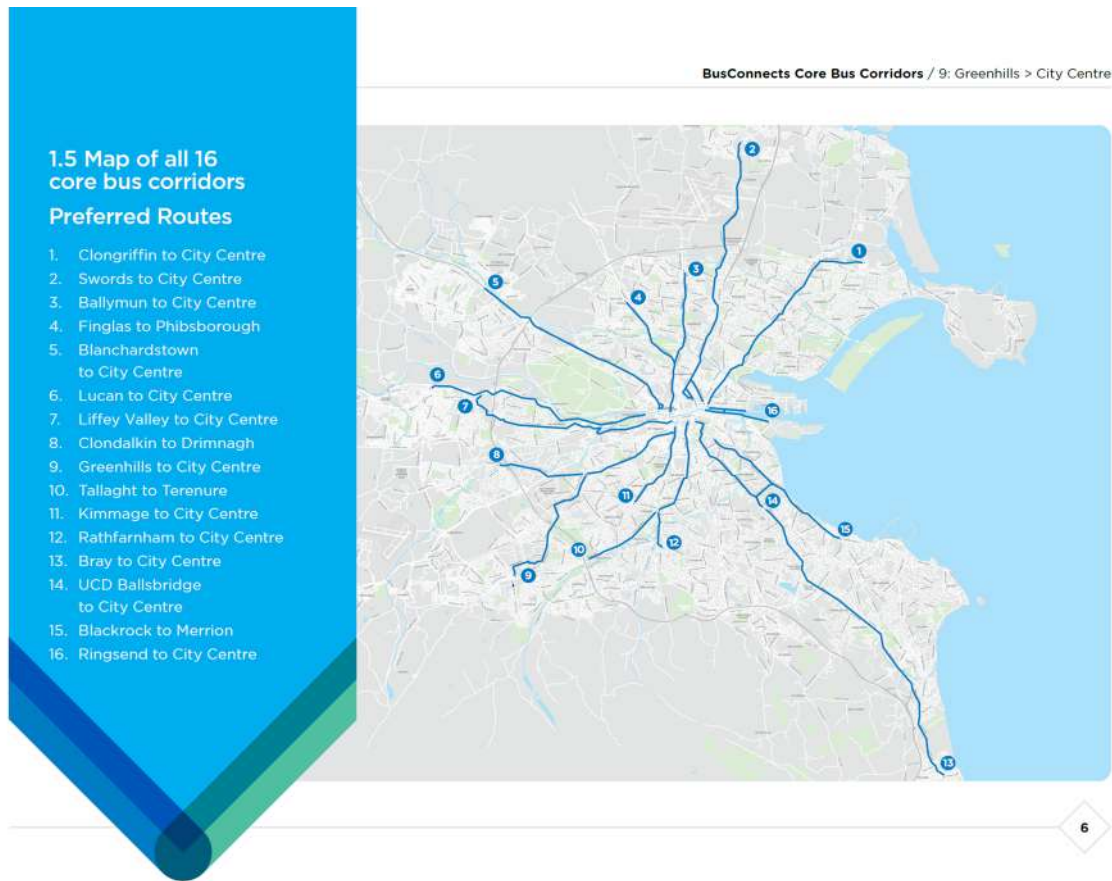 BusConnects Core Bus Corridors / 9: Greenhills > City Centre
1.5 Map of all 16
core bus corridors
Preferred Routes
1. Clongriffin to City Centre
2. Swords to City Centre
3. Ballymun to City Centre
4. Finglas to Phibsborough
5. Blanchardstown
to City Centre
6. Lucan to City Centre
7. Liffey Valley to City Centre
8. Clondalkin to Drimnagh
9. Greenhills to City Centre
10. Tallaght to Terenure
11. Kimmage to City Centre
12. Rathfarnham to City Centre
13. Bray to City Centre
14. UCD Ballsbridge
to City Centre
15. Blackrock to Merrion
16. Ringsend to City Centre
2
1
3
5
4
6
7
16
8
11
14
15
10
12
9
13
6